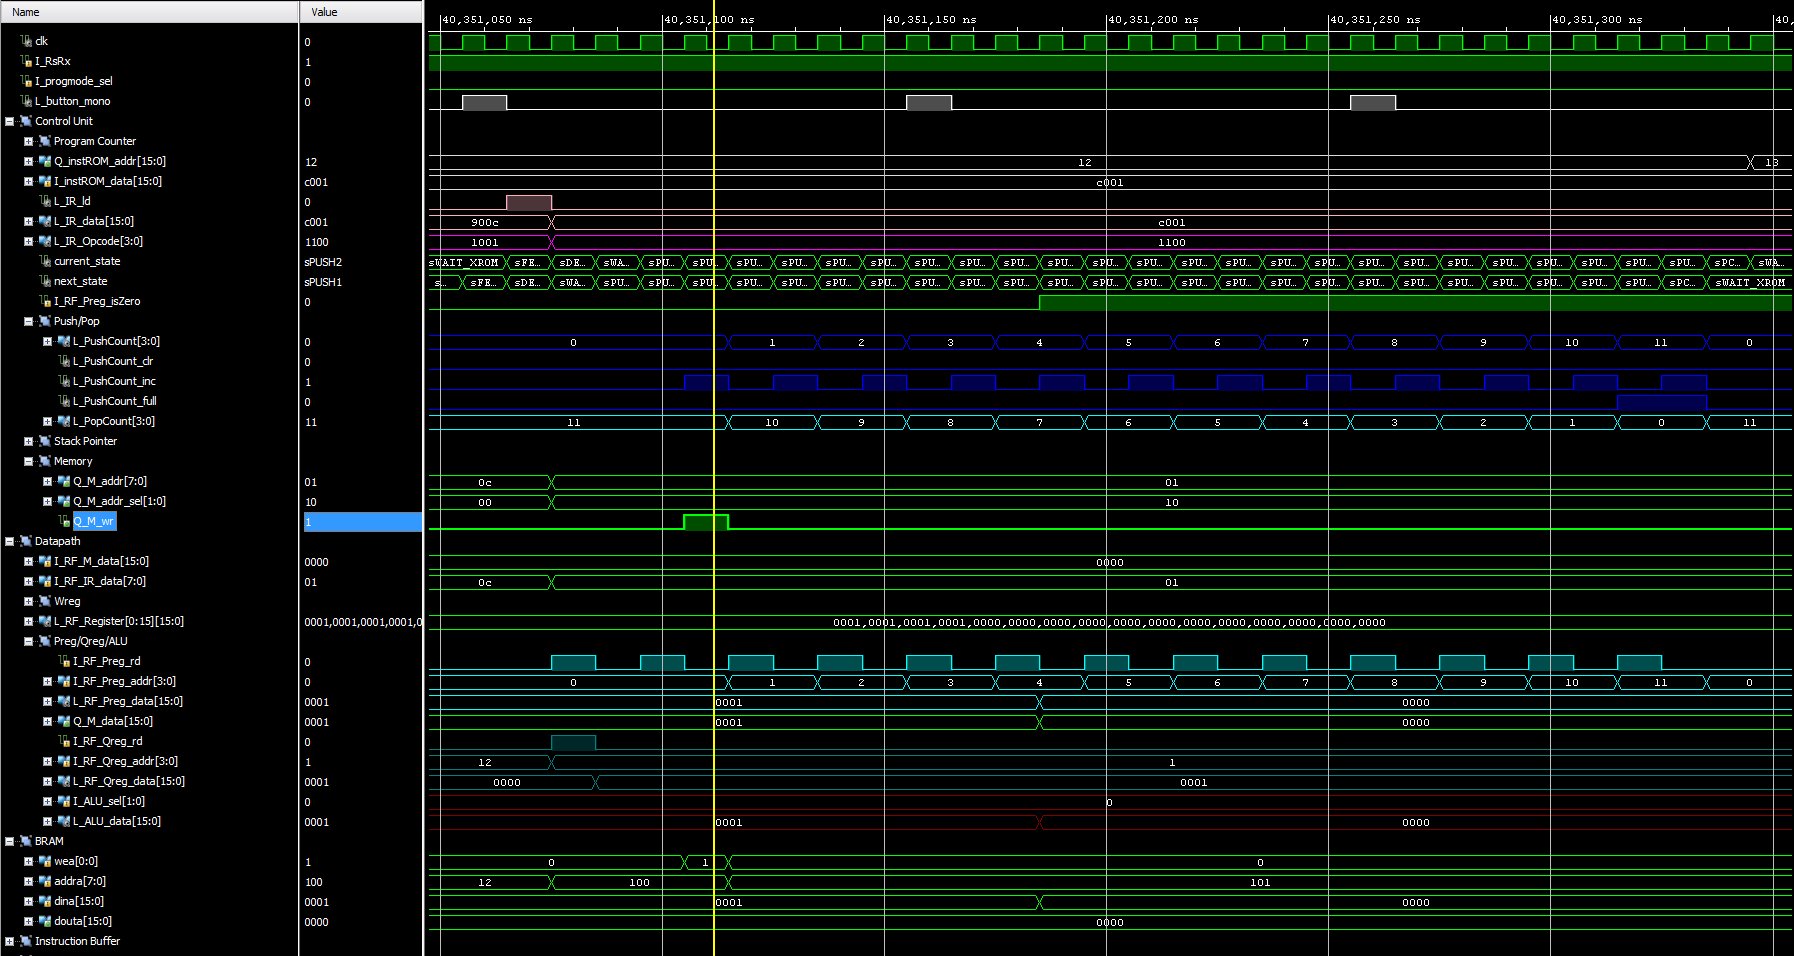 Name Value 40,351,050 ns 40,351,100 ns 40,351,150 ns 40,351,200 ns 40,351,250 ns 40,351,300 ns 40,
clk 0
I_RsRx 1
I_progmode_sel 0
L_button_mono 0
Control Unit
Program Counter
Q_instROM_addr[15:0] 12 12 13
I_instROM_data[15:0] c001 c001
L_IR_ld 0
L_IR_data[15:0] c001 900c c001
L_IR_Opcode[3:0] 1100 1001 1100
current_state sPUSH2 sWAIT_XROM sFE... sDE... sWA... sPU... sPU... sPU... sPU... sPU... sPU... sPU... sPU... sPU... sPU... sPU... sPU... sPU... sPU... sPU... sPU... sPU... sPU... sPU... sPU... sPU... sPU... sPU... sPC... sWA...
next_state sPUSH1 s... sFE... sDE... sWA... sPU... sPU... sPU... sPU... sPU... sPU... sPU... sPU... sPU... sPU... sPU... sPU... sPU... sPU... sPU... sPU... sPU... sPU... sPU... sPU... sPU... sPU... sPU... sPC... sWAIT_XROM
I_RF_Preg_isZero 0
Push/Pop
L_PushCount[3:0] 0 0 1 2 3 4 5 6 7 8 9 10 11 0
L_PushCount_clr 0
L_PushCount_inc 1
L_PushCount_full 0
L_PopCount[3:0] 11 11 10 9 8 7 6 5 4 3 2 1 0 11
Stack Pointer
Memory
Q_M_addr[7:0] 01 0c 01
Q_M_addr_sel[1:0] 10 00 10
Q_M_wr 1
Datapath
I_RF_M_data[15:0] 0000 0000
I_RF_IR_data[7:0] 01 0c 01
Wreg
L_RF_Register[0:15][15:0] 0001,0001,0001,0001,0 0001,0001,0001,0001,0000,0000,0000,0000,0000,0000,0000,0000,0000,0000,0000,0000
Preg/Qreg/ALU
I_RF_Preg_rd 0
I_RF_Preg_addr[3:0] 0 0 1 2 3 4 5 6 7 8 9 10 11 0
L_RF_Preg_data[15:0] 0001 0001 0000
Q_M_data[15:0] 0001 0001 0000
I_RF_Qreg_rd 0
I_RF_Qreg_addr[3:0] 1 12 1
L_RF_Qreg_data[15:0] 0001 0000 0001
I_ALU_sel[1:0] 0 0
L_ALU_data[15:0] 0001 0001 0000
BRAM
wea[0:0] 1 0 1 0
addra[7:0] 100 12 100 101
dina[15:0] 0001 0001 0000
douta[15:0] 0000 0000
Instruction Buffer